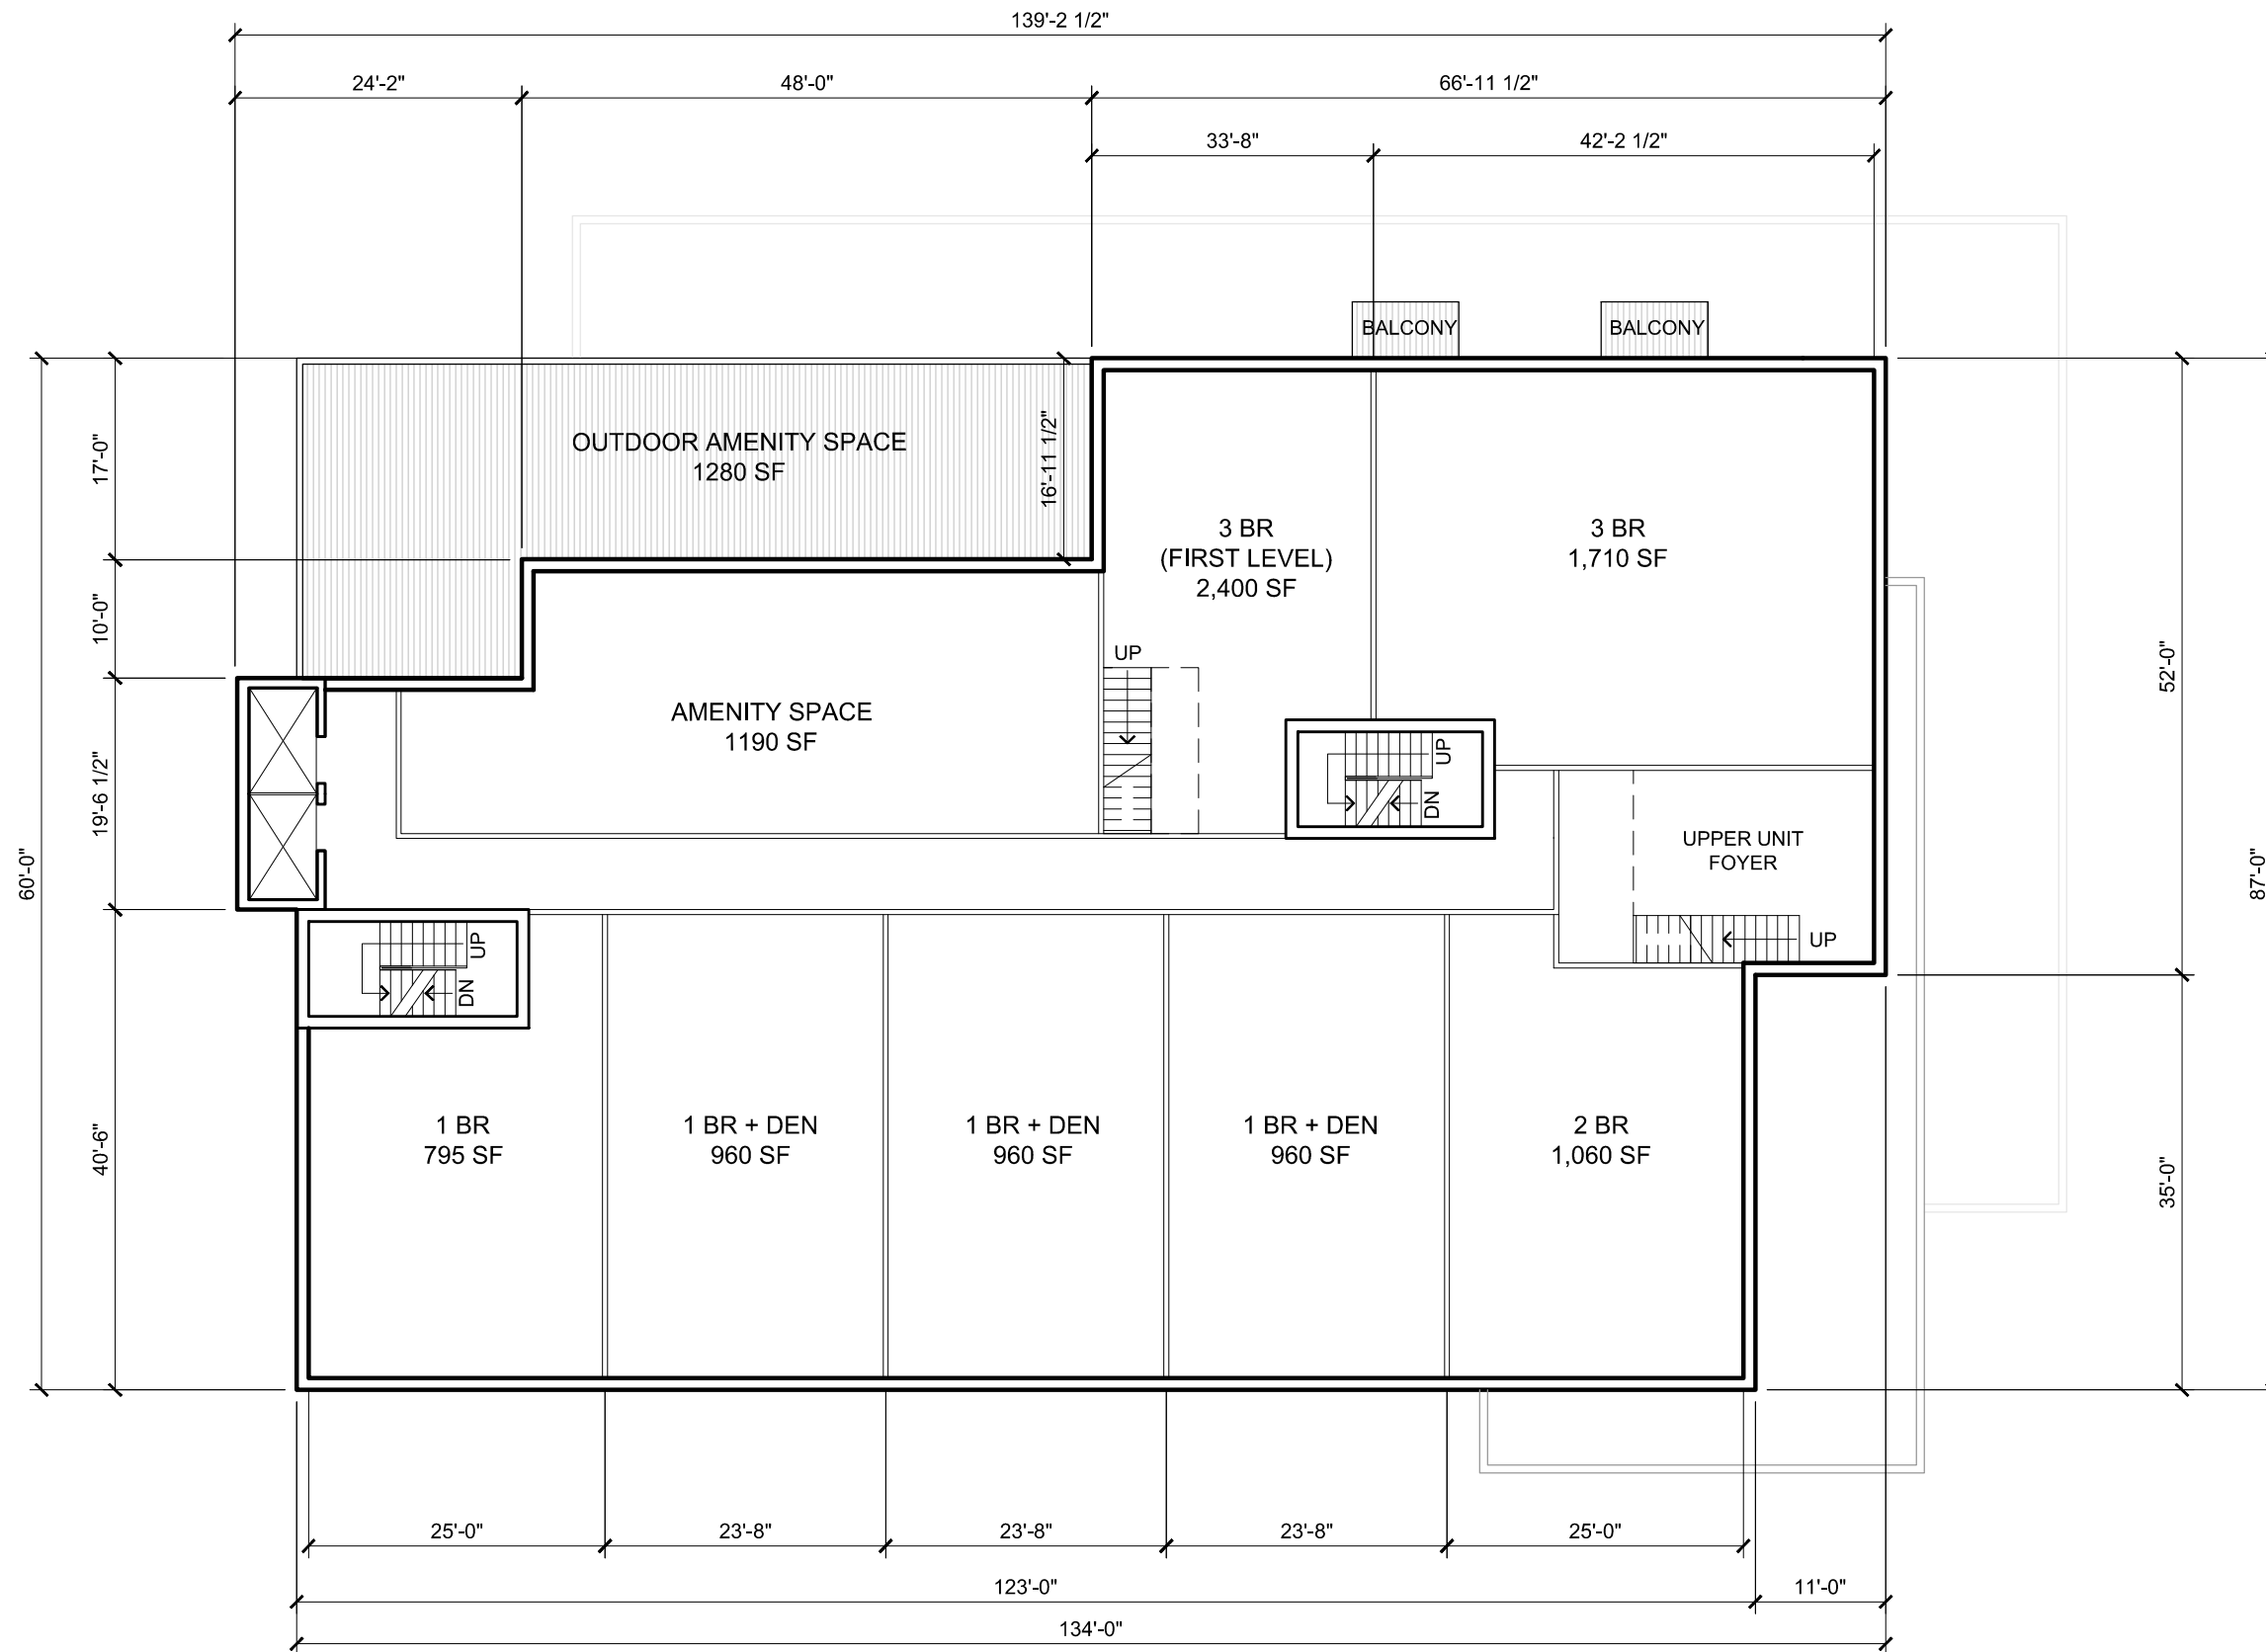 139'-2 1/2"
24'-2"
48'-0"
66'-11 1/2"
33'-8"
42'-2 1/2"
BALCONY
BALCONY
17'-0"
10'-0"
19'-6 1/2"
40'-6"
60'-0"
16'-11 1/2"
OUTDOOR AMENITY SPACE
1280 SF
3 BR
(FIRST LEVEL)
2,400 SF
3 BR
1,710 SF
52'-0"
35'-0"
87'-0"
UP
AMENITY SPACE
1190 SF
UP
DN
UPPER UNIT
FOYER
UP
UP
DN
1 BR
795 SF
1 BR + DEN
960 SF
1 BR + DEN
960 SF
1 BR + DEN
960 SF
2 BR
1,060 SF
25'-0"
23'-8"
23'-8"
23'-8"
25'-0"
123'-0"
11'-0"
134'-0"